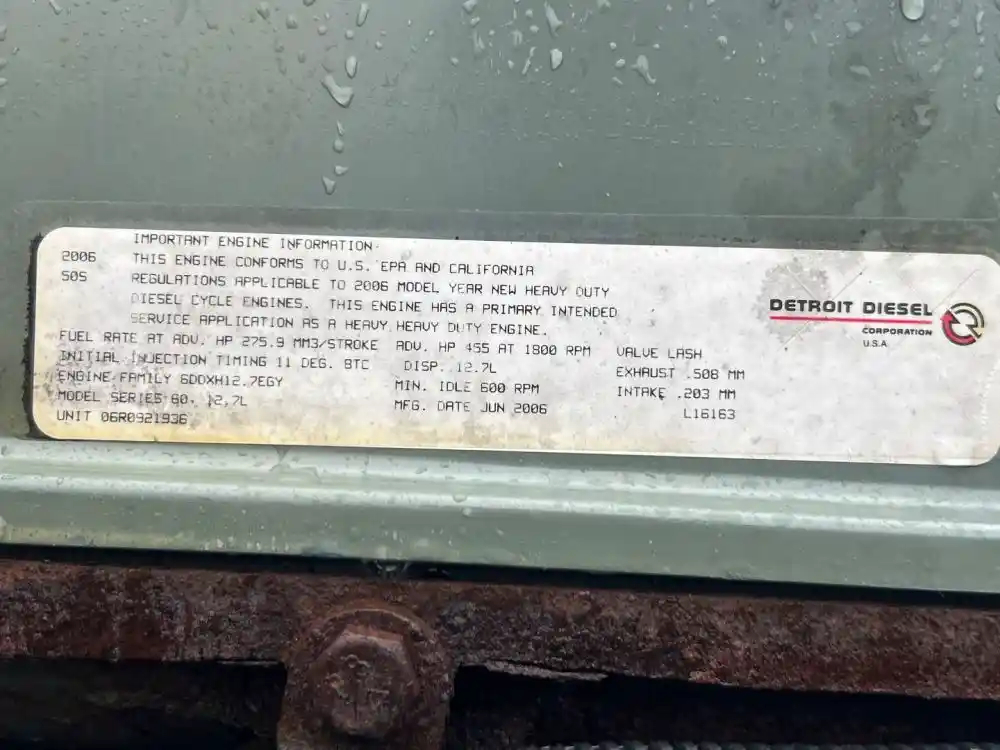 IMPORTANT ENGINE INFORMATION
2006 THIS ENGINE CONFORMS TO U.S. EPA AND CALIFORNIA
50S REGULATIONS APPLICABLE TO 2006 MODEL YEAR NEW HEAVY DUTY
DIESEL CYCLE ENGINES. THIS ENGINE HAS A PRIMARY INTENDED
SERVICE APPLICATION AS A HEAVY HEAVY DUTY ENGINE.
FUEL RATE AT ADV. HP 275.9 MM3/STROKE ADV. HP 455 AT 1800 RPM VALVE LASH
INITIAL INJECTION TIMING 11 DEG. BTC DISP. 12.7L EXHAUST .508 MM
ENGINE FAMILY 6DDXH12.7EGY MIN. IDLE 600 RPM INTAKE .203 MM
MODEL SERIES 60, 12.7L MFG. DATE JUN 2006 L16163
UNIT 06R0921936
DETROIT DIESEL
CORPORATION
U.S.A.